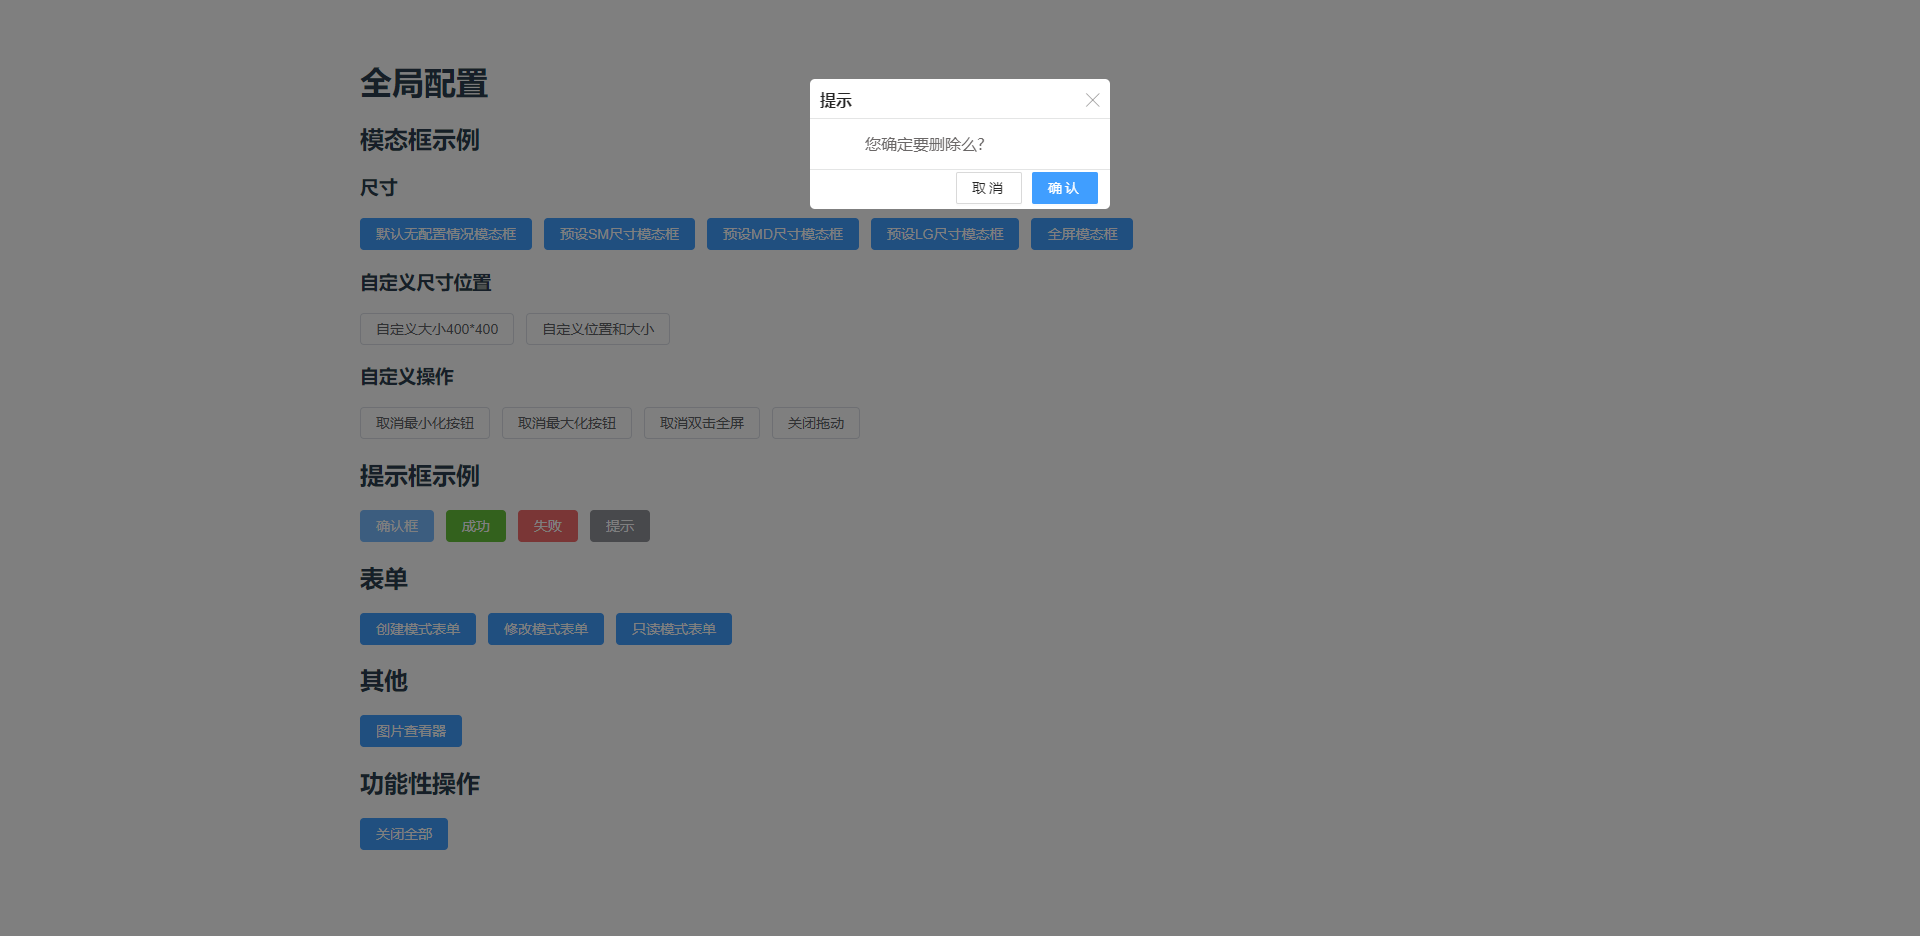 全局配置
模态框示例
尺寸
默认无配置情况模态框 预设SM尺寸模态框 预设MD尺寸模态框 预设LG尺寸模态框 全屏模态框
自定义尺寸位置
自定义大小400*400 自定义位置和大小
自定义操作
取消最小化按钮 取消最大化按钮 取消双击全屏 关闭拖动
提示框示例
确认框 成功 失败 提示
表单
创建模式表单 修改模式表单 只读模式表单
其他
图片查看器
功能性操作
关闭全部
提示
您确定要删除么?
取消 确认